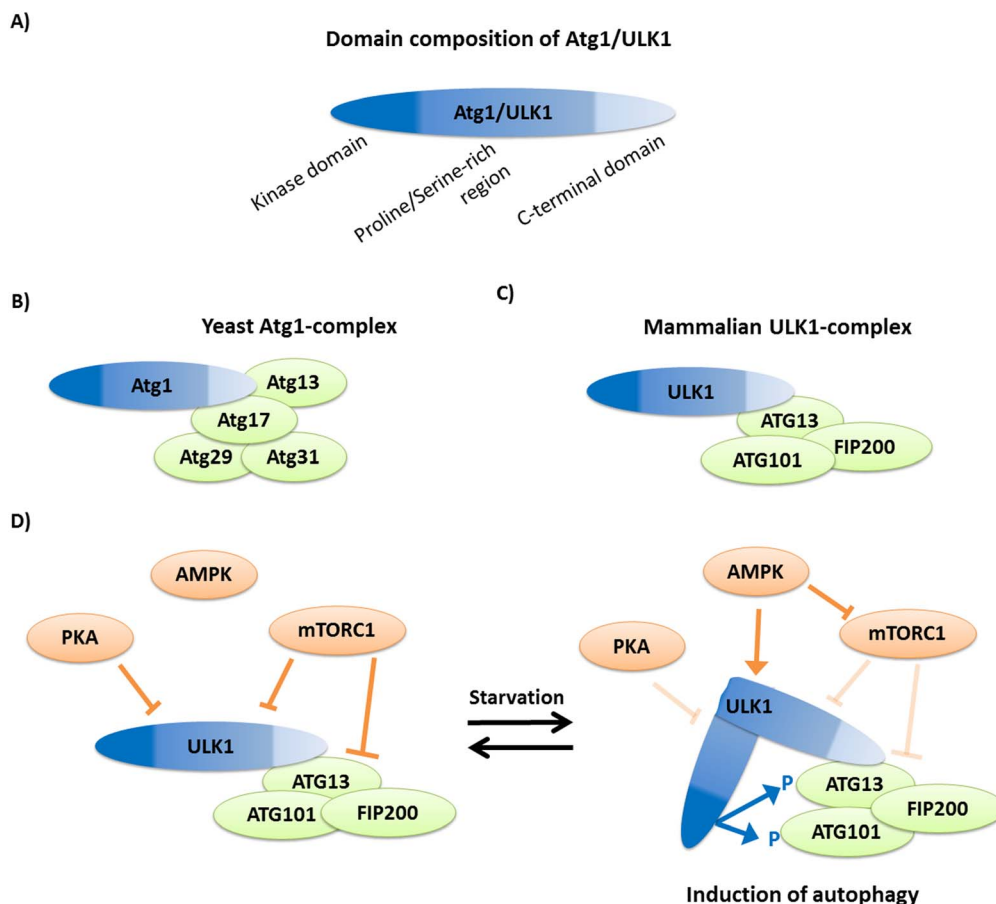 A)
Domain composition of Atg1/ULK1
Atg1/ULK1
Kinase domain
Proline/Serine-rich
region
C-terminal domain
B)
Yeast Atg1-complex
Atg1
Atg13
Atg17
Atg29
Atg31
C)
Mammalian ULK1-complex
ULK1
ATG13
FIP200
ATG101
D)
AMPK
PKA
mTORC1
ULK1
ATG13
ATG101
FIP200
Starvation
AMPK
PKA
mTORC1
ULK1
P
ATG13
FIP200
P
ATG101
Induction of autophagy